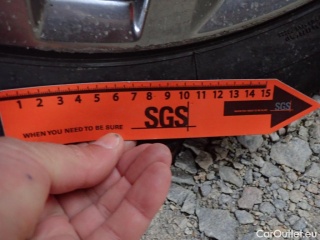 1 2 3 4 5 6 7 8 9 10 11 12 13 14 15
SGS
SGS
WHEN YOU NEED TO BE SURE
CarOutlet.eu